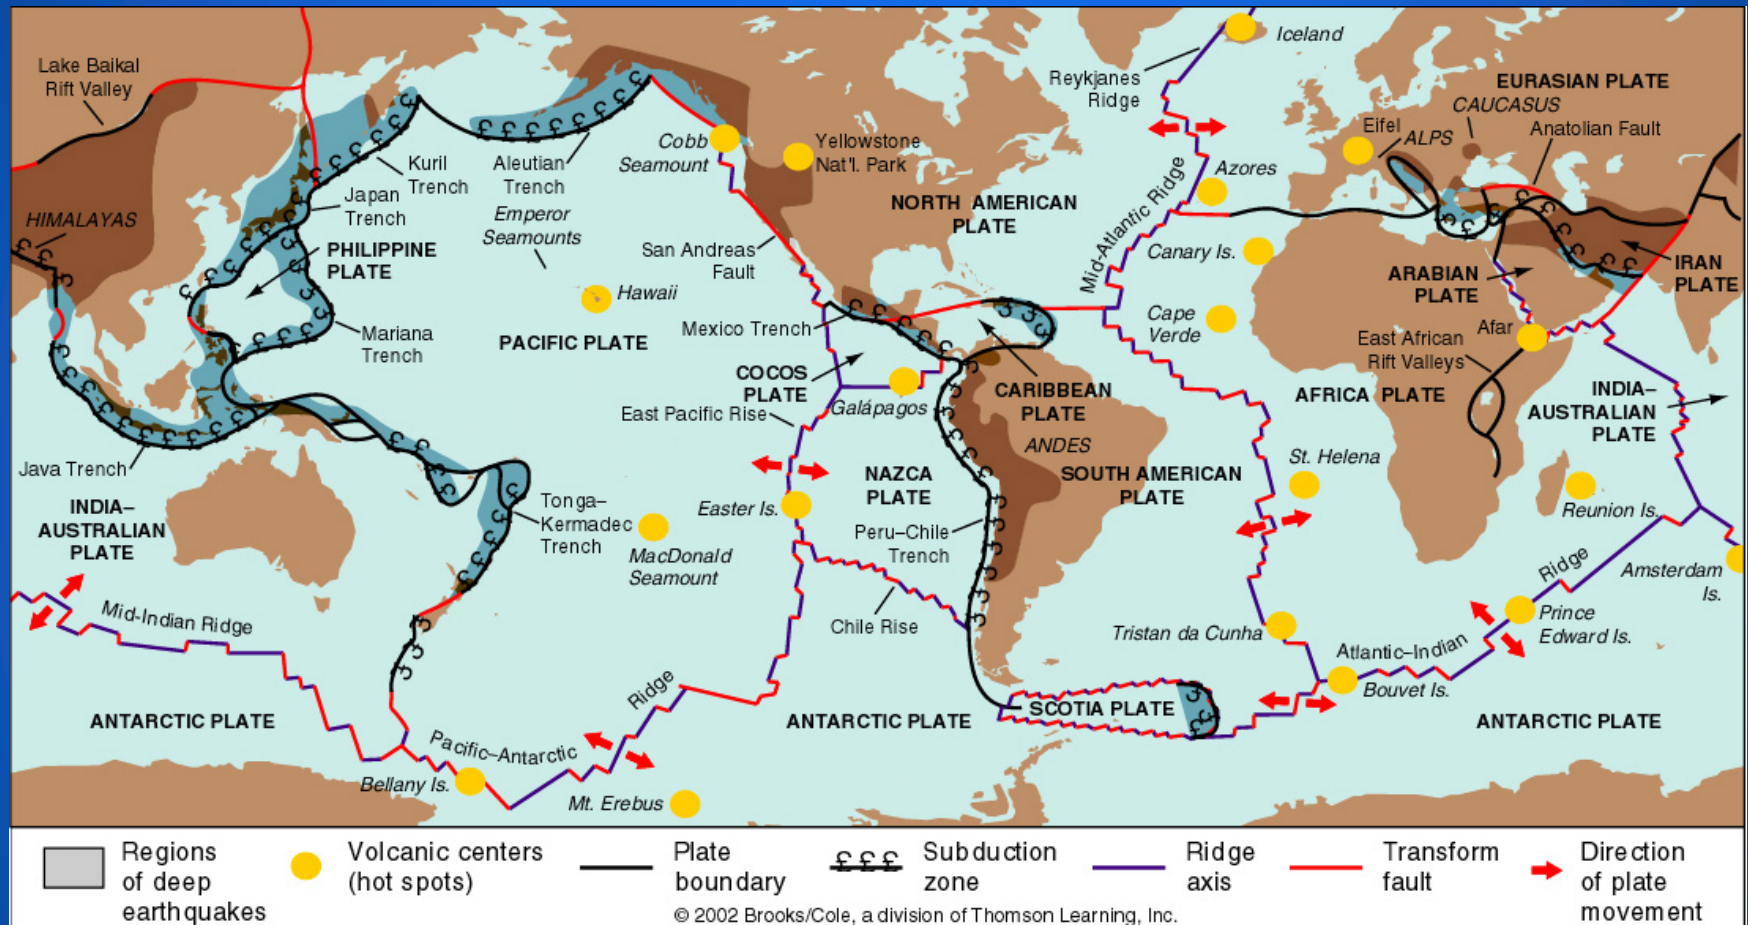 Iceland
Lake Baikal
Rift Valley
Reykjanes
Ridge
EURASIAN PLATE
CAUCASUS
Anatolian Fault
Eifel
ALPS
Cobb
Seamount
Yellowstone
Nat'l. Park
Kuril
Trench
Aleutian
Trench
Azores
Japan
Trench
Emperor
Seamounts
NORTH AMERICAN
PLATE
Mid-Atlantic Ridge
HIMALAYAS
PHILIPPINE
PLATE
San Andreas
Fault
Canary Is.
ARABIAN
PLATE
IRAN
PLATE
Hawaii
Mariana
Trench
PACIFIC PLATE
Mexico Trench
Cape
Verde
Afar
East African
Rift Valleys
COCOS
PLATE
CARIBBEAN
PLATE
AFRICA PLATE
INDIA–
AUSTRALIAN
PLATE
East Pacific Rise
Galápagos
ANDES
Java Trench
NAZCA
PLATE
SOUTH AMERICAN
PLATE
St. Helena
INDIA–
AUSTRALIAN
PLATE
Tonga–
Kermadec
Trench
Easter Is.
Peru–Chile
Trench
Reunion Is.
MacDonald
Seamount
Amsterdam
Is.
Ridge
Mid-Indian Ridge
Chile Rise
Tristan da Cunha
Prince
Edward Is.
Atlantic–Indian
Bouvet Is.
Ridge
ANTARCTIC PLATE
ANTARCTIC PLATE
SCOTIA PLATE
ANTARCTIC PLATE
Pacific–Antarctic
Bellany Is.
Mt. Erebus
Regions
of deep
earthquakes
Volcanic centers
(hot spots)
Plate
boundary
Subduction
zone
Ridge
axis
Transform
fault
Direction
of plate
movement
© 2002 Brooks/Cole, a division of Thomson Learning, Inc.